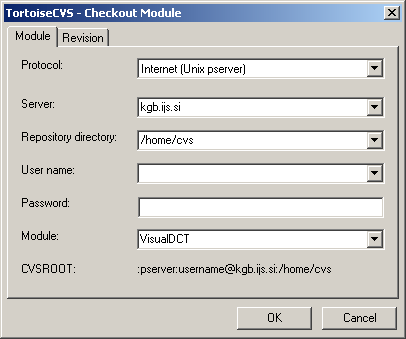 TortoiseCVS - Checkout Module
Module Revision
Protocol: Internet (Unix pserver)
Server: kgb.ijs.si
Repository directory: /home/cvs
User name:
Password:
Module: VisualDCT
CVSROOT: :pserver:username@kgb.ijs.si:/home/cvs
OK Cancel